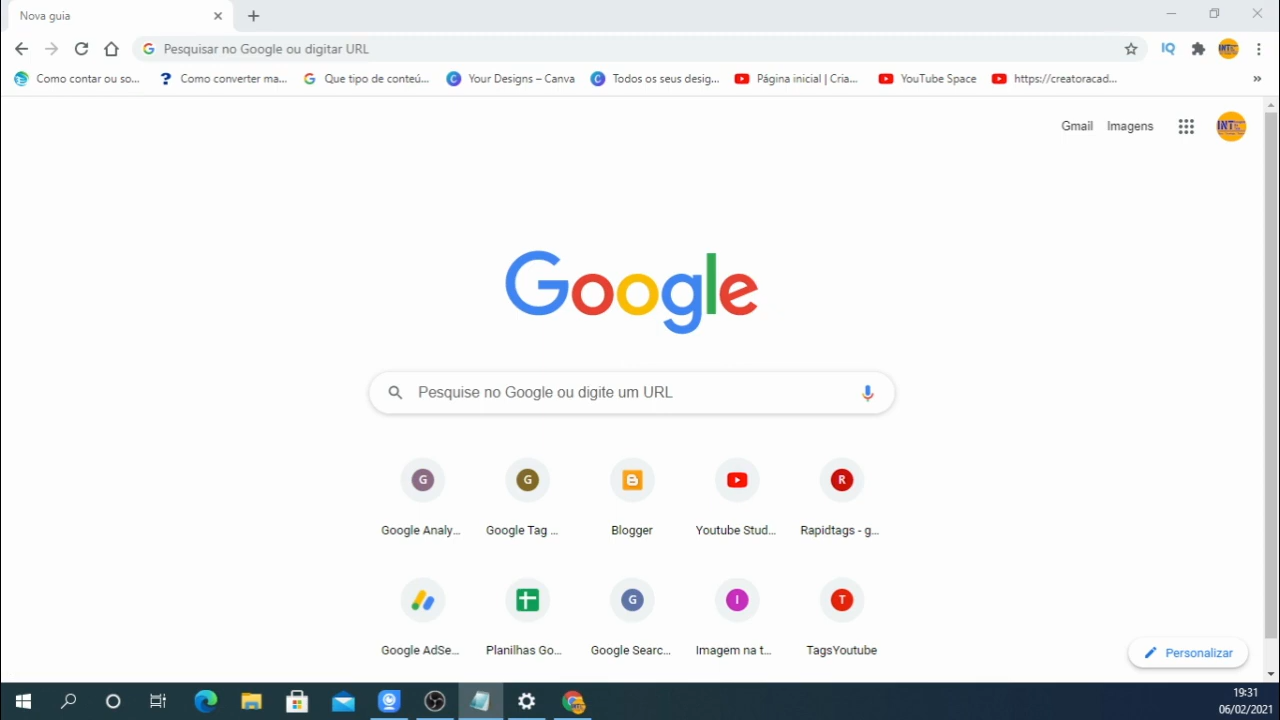 Nova guia
Pesquisar no Google ou digitar URL
IQ
Como contar ou so...
? Como converter ma...
Que tipo de conteú...
Your Designs – Canva
Todos os seus desig...
Página inicial | Cria...
YouTube Space
https://creatoracad...
»
Gmail
Imagens
INT
Google
Pesquise no Google ou digite um URL
G
G
R
Google Analy...
Google Tag ...
Blogger
Youtube Stud...
Rapidtags - g...
G
I
T
Google AdSe...
Planilhas Go...
Google Searc...
Imagem na t...
TagsYoutube
Personalizar
19:31
06/02/2021